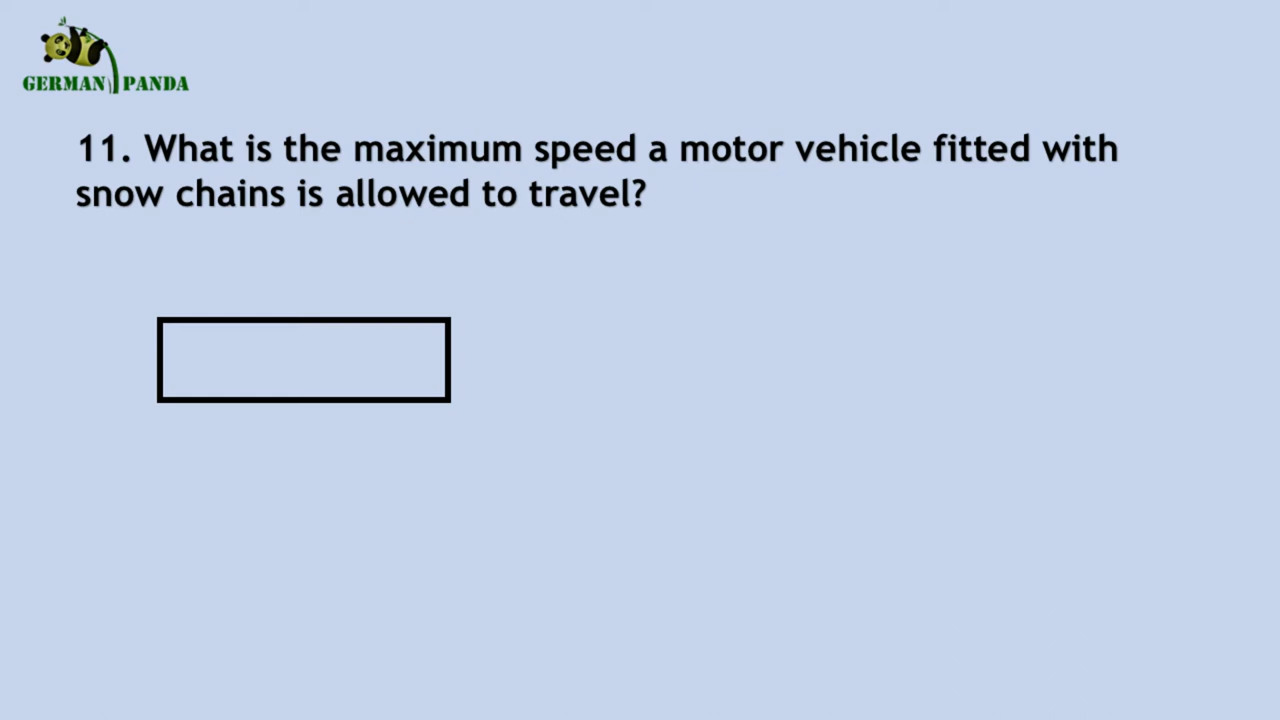 GERMAN PANDA
11. What is the maximum speed a motor vehicle fitted with
snow chains is allowed to travel?